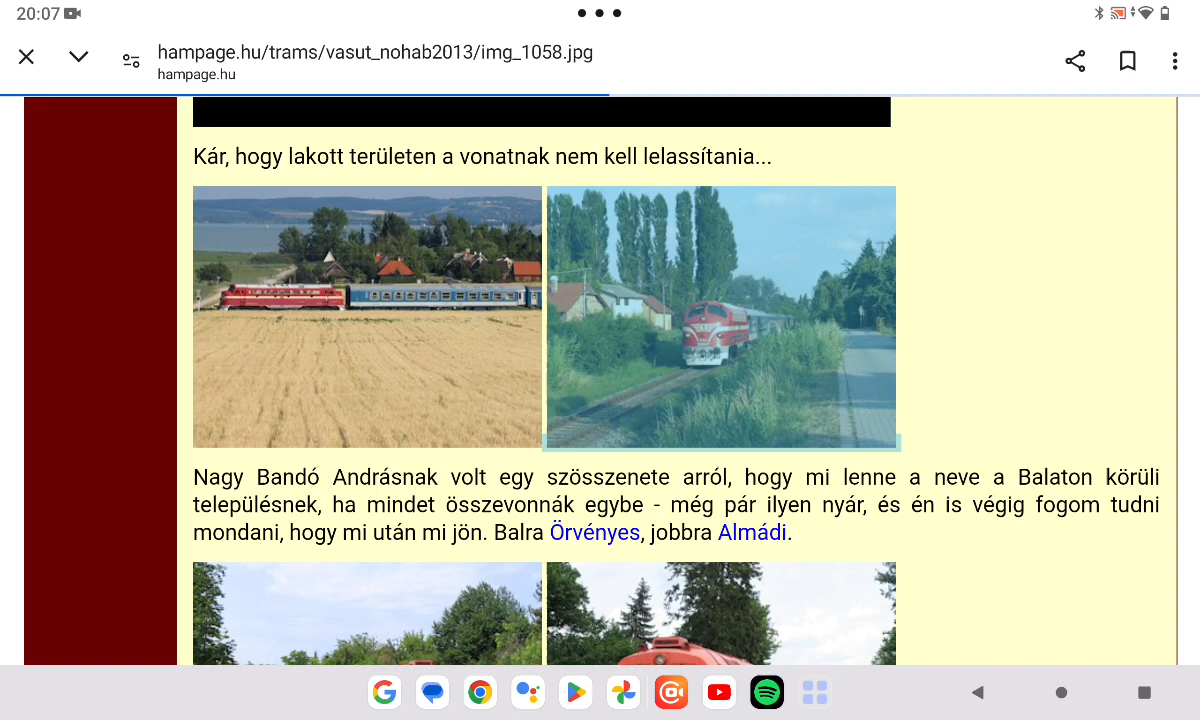 20:07
hampage.hu/trams/vasut_nohab2013/img_1058.jpg
hampage.hu
Kár, hogy lakott területen a vonatnak nem kell lelassítania...
Nagy Bandó Andrásnak volt egy szösszenete arról, hogy mi lenne a neve a Balaton körüli
településnek, ha mindet összevonnák egybe - még pár ilyen nyár, és én is végig fogom tudni
mondani, hogy mi után mi jön. Balra Örvényes, jobbra Almádi.